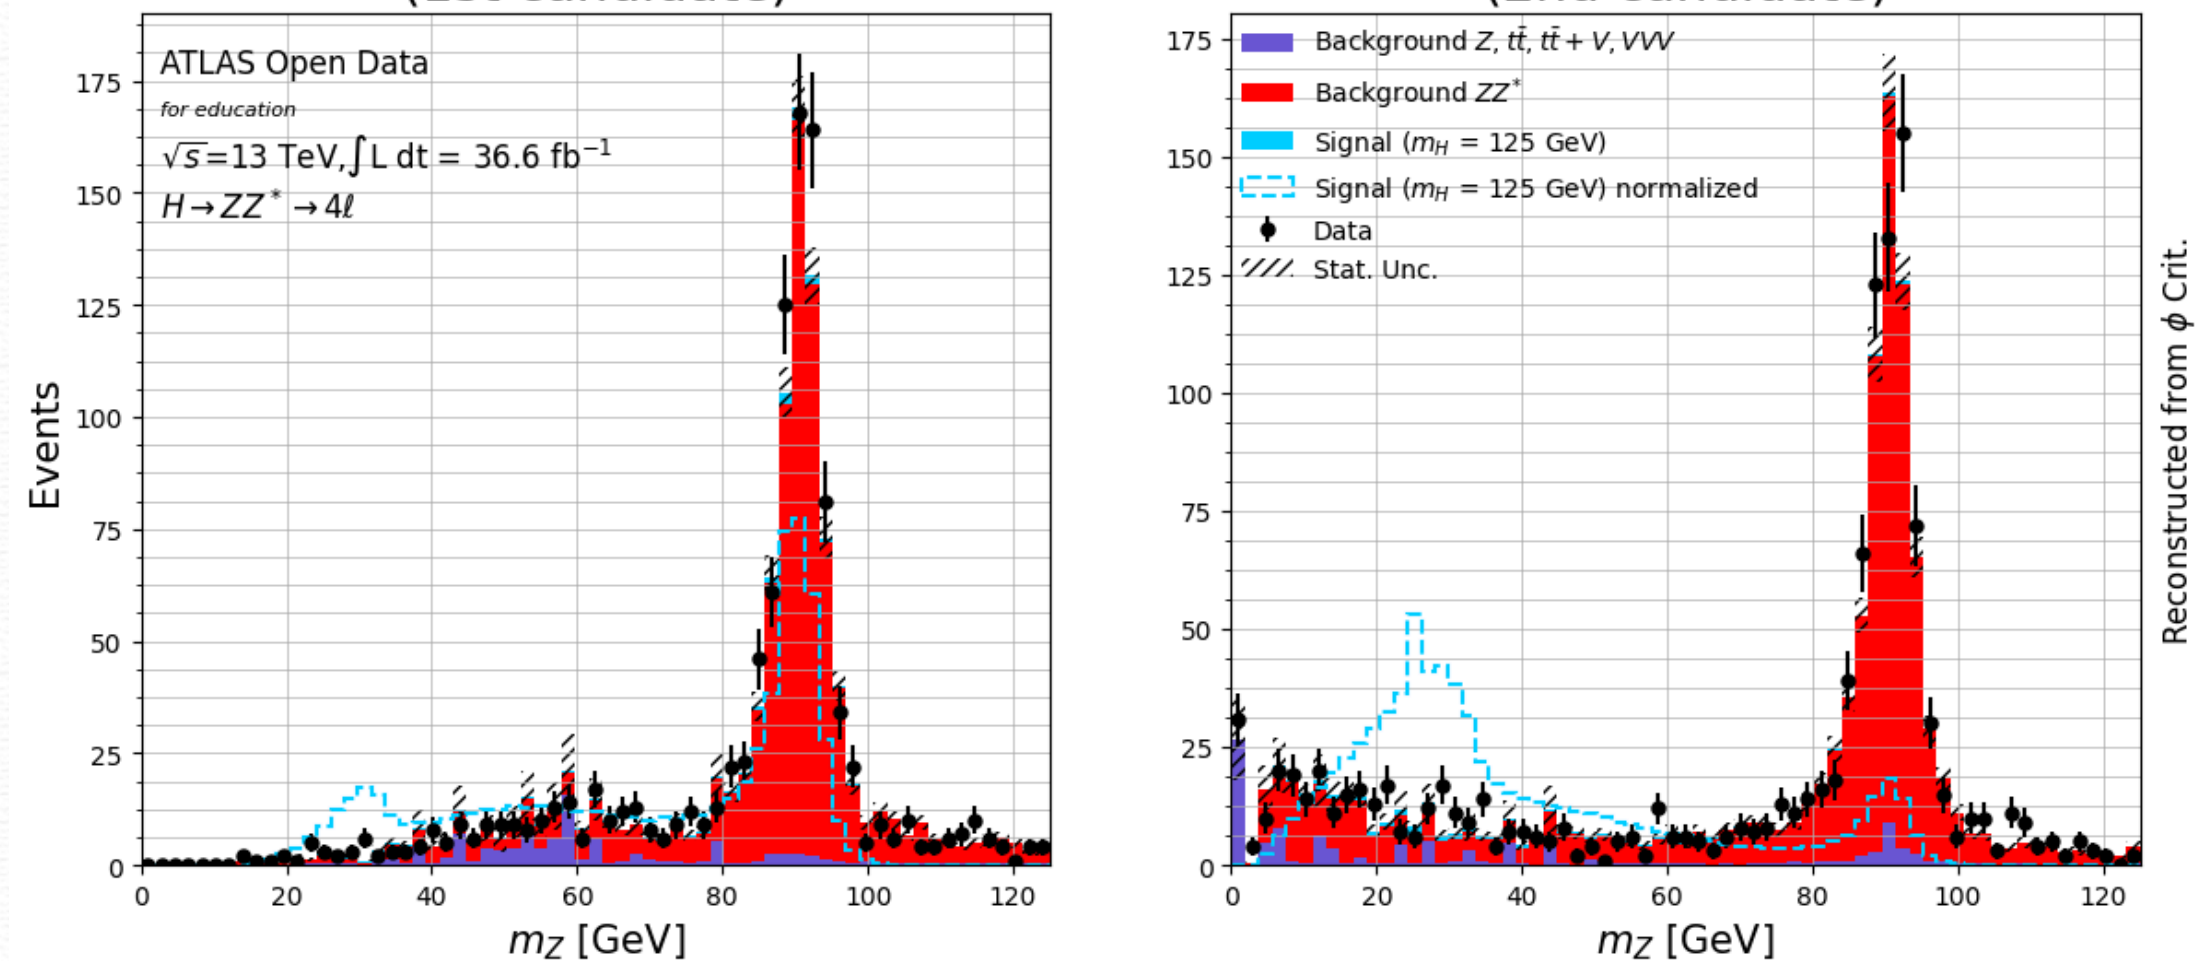 ATLAS Open Data
for education
√s=13 TeV,∫L dt = 36.6 fb⁻¹
H→ZZ*→4ℓ
Events
175
150
125
100
75
50
25
0
0 20 40 60 80 100 120
m_Z [GeV]
Background Z, tt̄, tt̄ + V, VVV
Background ZZ*
Signal (m_H = 125 GeV)
Signal (m_H = 125 GeV) normalized
Data
Stat. Unc.
175
150
125
100
75
50
25
0
0 20 40 60 80 100 120
m_Z [GeV]
Reconstructed from ϕ Crit.